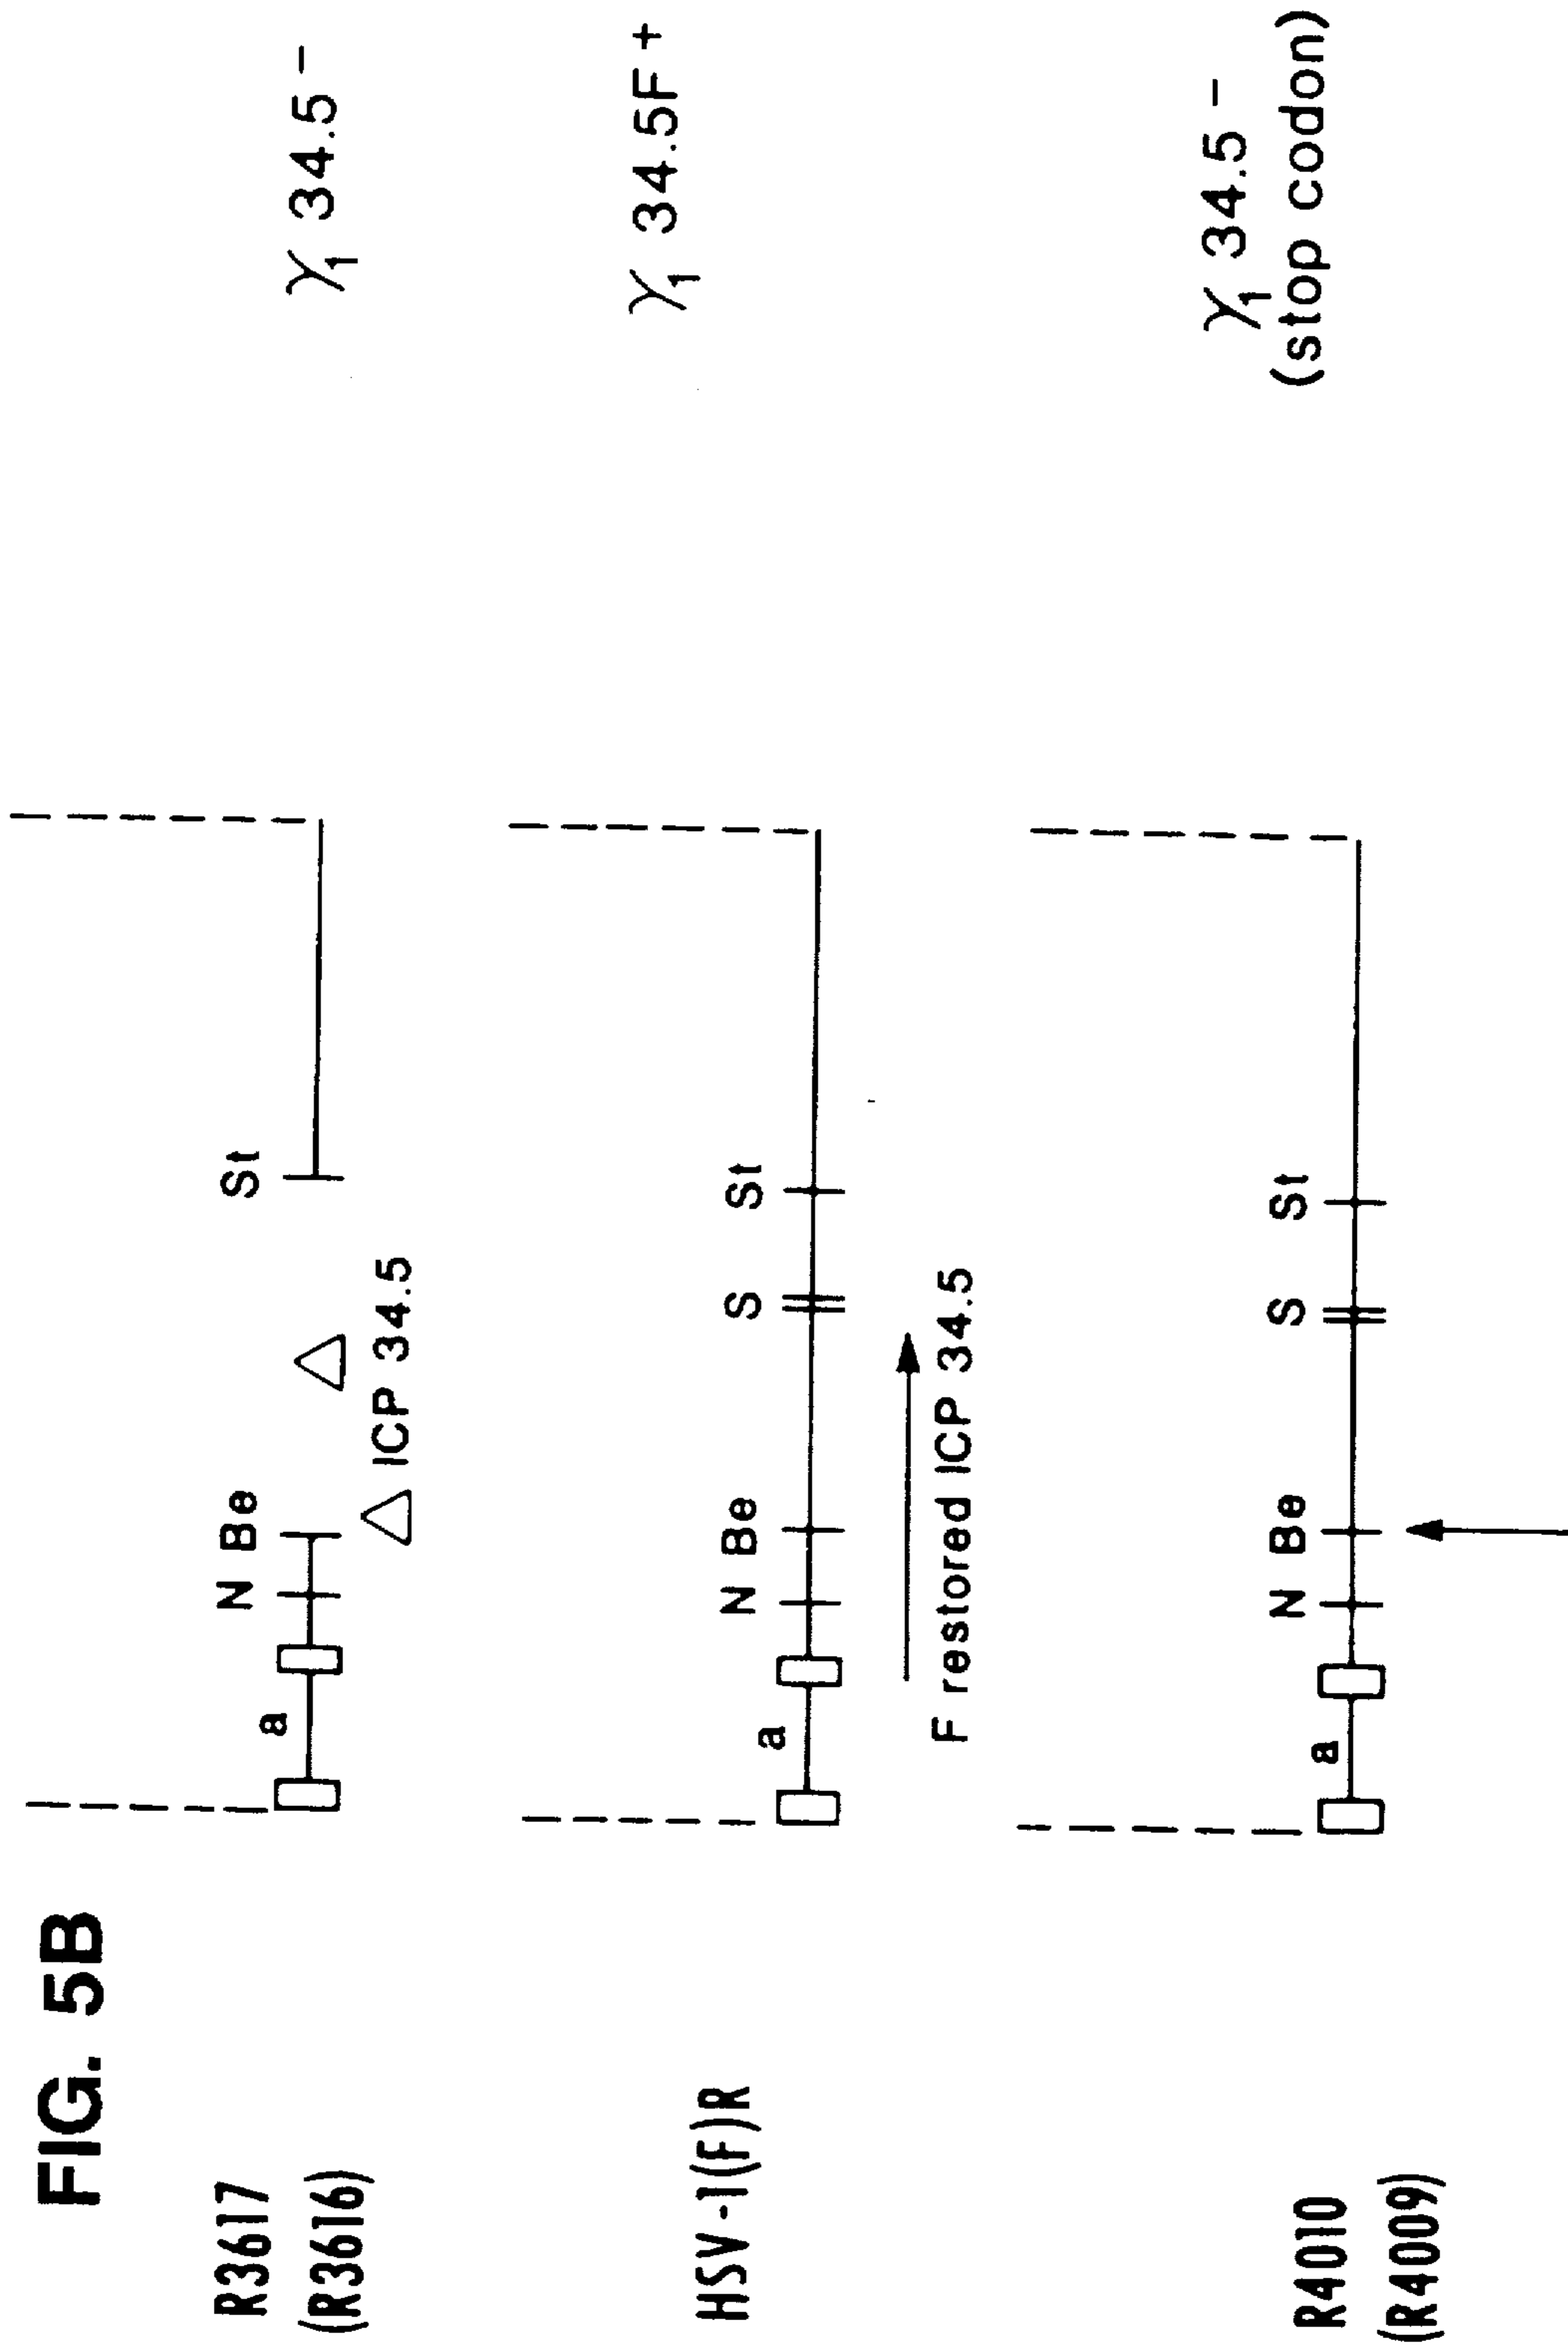 FIG. 5B
R3617
(R3616)
a
N Be
St
△ ICP 34.5
γ1 34.5 −
HSV-1(F)R
a
N Be
S
St
F restored ICP 34.5
γ1 34.5F +
R4010
(R4009)
a
N Be
S
St
γ1 34.5 −
(stop codon)